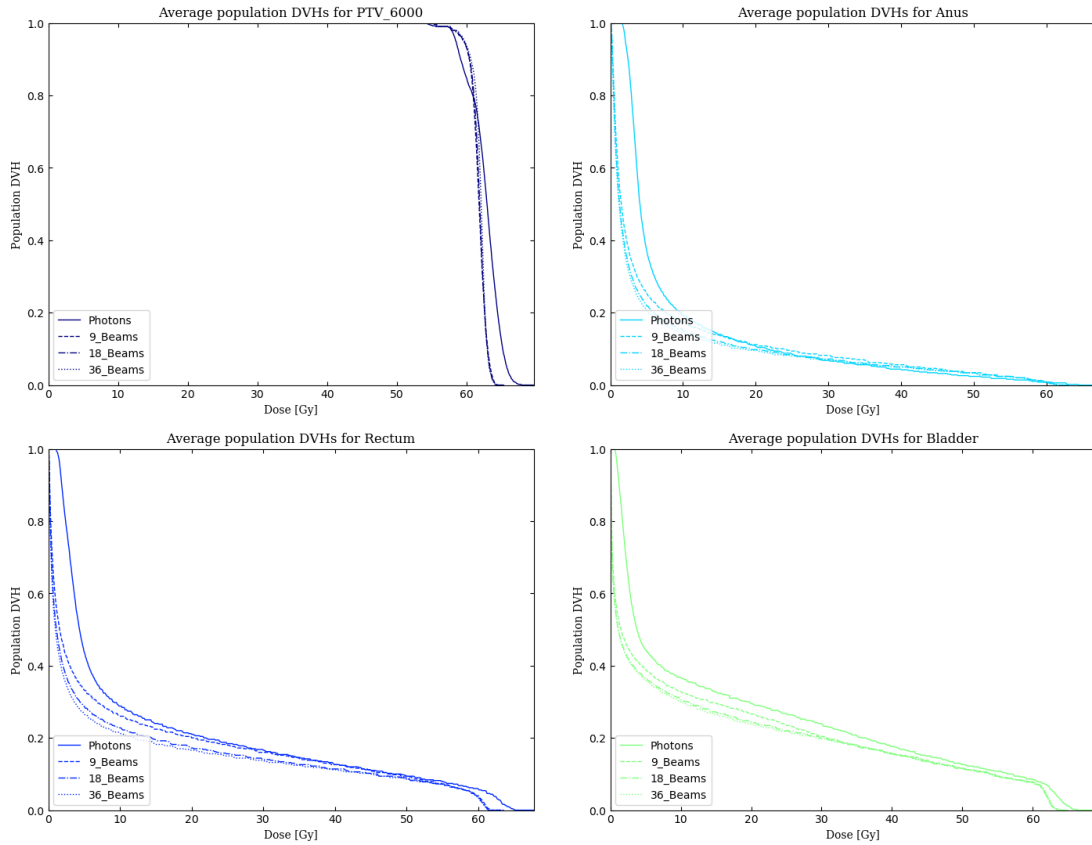 Average population DVHs for PTV_6000
1.0
0.8
0.6
0.4
0.2
0.0
Population DVH
Photons
9_Beams
18_Beams
36_Beams
0 10 20 30 40 50 60
Dose [Gy]
Average population DVHs for Anus
1.0
0.8
0.6
0.4
0.2
0.0
Population DVH
Photons
9_Beams
18_Beams
36_Beams
0 10 20 30 40 50 60
Dose [Gy]
Average population DVHs for Rectum
1.0
0.8
0.6
0.4
0.2
0.0
Population DVH
Photons
9_Beams
18_Beams
36_Beams
0 10 20 30 40 50 60
Dose [Gy]
Average population DVHs for Bladder
1.0
0.8
0.6
0.4
0.2
0.0
Population DVH
Photons
9_Beams
18_Beams
36_Beams
0 10 20 30 40 50 60
Dose [Gy]